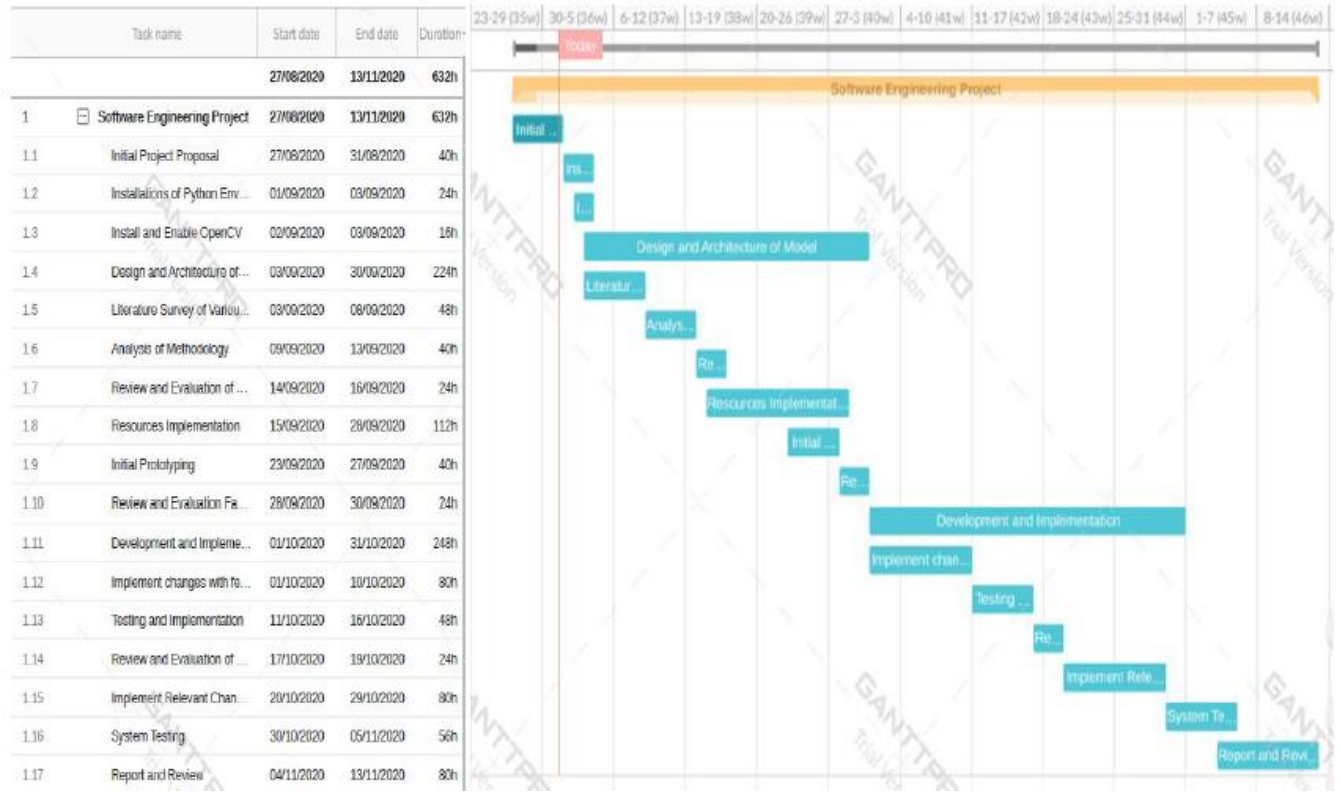 Task name Start date End date Duration
23-29 (35w) 30-5 (36w) 6-12 (37w) 13-19 (38w) 20-26 (39w) 27-3 (40w) 4-10 (41w) 11-17 (42w) 18-24 (43w) 25-31 (44w) 1-7 (45w) 8-14 (46w)
Today
27/08/2020 13/11/2020 632h
1 Software Engineering Project 27/08/2020 13/11/2020 632h
1.1 Initial Project Proposal 27/08/2020 31/08/2020 40h
1.2 Installations of Python Env... 01/09/2020 03/09/2020 24h
1.3 Install and Enable OpenCV 02/09/2020 03/09/2020 16h
1.4 Design and Architecture of... 03/09/2020 30/09/2020 224h
1.5 Literature Survey of Variou... 03/09/2020 08/09/2020 48h
1.6 Analysis of Methodology 09/09/2020 13/09/2020 40h
1.7 Review and Evaluation of ... 14/09/2020 16/09/2020 24h
1.8 Resources Implementation 15/09/2020 28/09/2020 112h
1.9 Initial Prototyping 23/09/2020 27/09/2020 40h
1.10 Review and Evaluation Fa... 28/09/2020 30/09/2020 24h
1.11 Development and Impleme... 01/10/2020 31/10/2020 248h
1.12 Implement changes with fe... 01/10/2020 10/10/2020 80h
1.13 Testing and Implementation 11/10/2020 16/10/2020 48h
1.14 Review and Evaluation of ... 17/10/2020 19/10/2020 24h
1.15 Implement Relevant Chan... 20/10/2020 29/10/2020 80h
1.16 System Testing 30/10/2020 05/11/2020 56h
1.17 Report and Review 04/11/2020 13/11/2020 80h
Software Engineering Project
Initial ...
Ins...
I...
Design and Architecture of Model
Literatur...
Analys...
Re...
Resources Implementat...
Initial ...
Re...
Development and Implementation
Implement chan...
Testing ...
Re...
Implement Rele...
System Te...
Report and Revi...
GANTTPRO
Trial Version
GANTTPRO
Trial Version
GANTTPRO
Trial Version
GANTTPRO
Trial Version
GANTTPRO
Trial Version
GANTTPRO
Trial Version